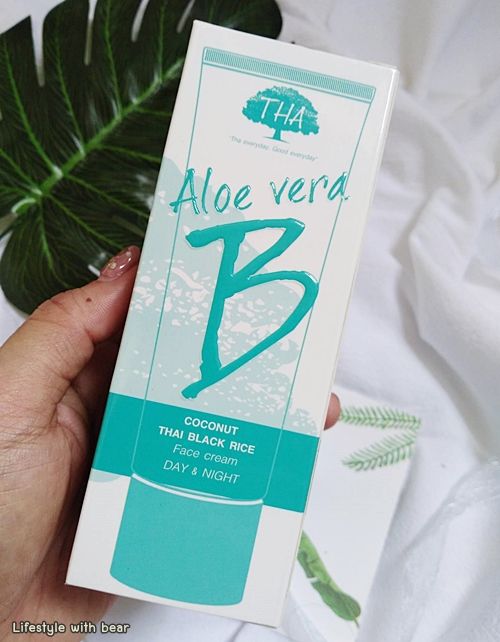 THA
"Tha everyday. Good everyday"
Aloe vera
B
COCONUT
THAI BLACK RICE
Face cream
DAY & NIGHT
Lifestyle with bear